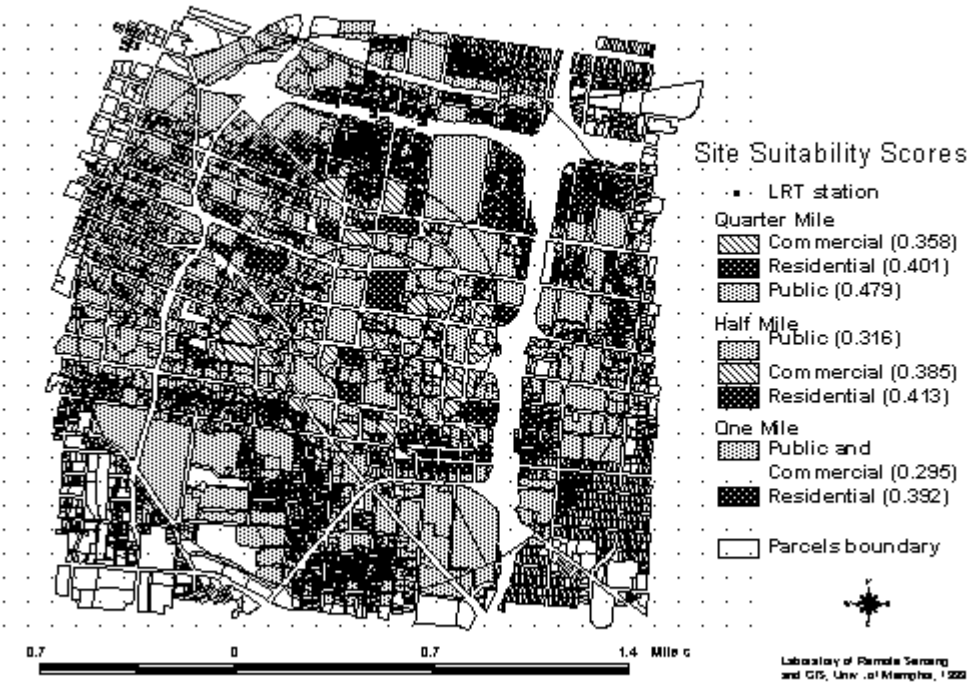 Site Suitability Scores
LRT station
Quarter Mile
Commercial (0.358)
Residential (0.401)
Public (0.479)
Half Mile
Public (0.316)
Commercial (0.385)
Residential (0.413)
One Mile
Public and
Commercial (0.295)
Residential (0.392)
Parcels boundary
0.7 0 0.7 1.4 Mile
Laboratory of Remote Sensing
and GIS, Univ. of Memphis,